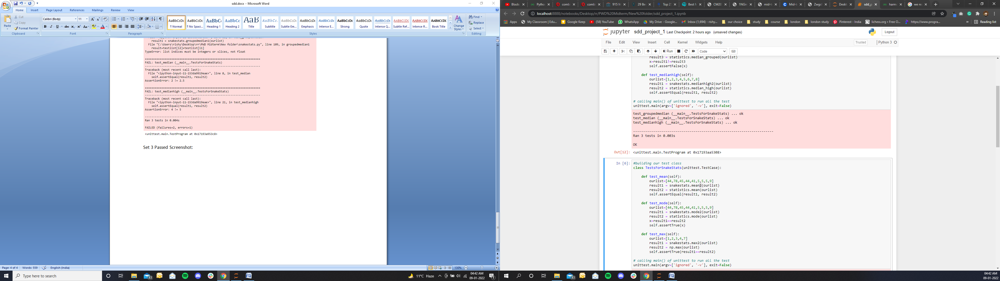 sdd.docx - Microsoft Word
Home Insert Page Layout References Mailings Review View
Paste
Cut
Copy
Format Painter
Clipboard
Calibri (Body) 11
Font
Paragraph
AaBbCcDc AaBbCcDc AaBbCc AaBbCc AaB AaBbCc. AaBbCcDc AaBbCcDc AaBbCcDc AaBbCcDc AaBbCcDc AaBbCcDc AABBCCDE AABBCCDE AaBbCcDc
¶ Normal ¶ No Spaci... Heading 1 Heading 2 Title Subtitle Subtle Em... Emphasis Intense E... Strong Quote Intense Q... Subtle Ref... Intense R... Book Title
Change Styles
Styles
Find
Replace
Select
Editing
result1 = snakestats.groupedmedian1(ourlist)
File "C:\Users\rishy\Desktop\rr\PWD Midterm\New folder\snakestats.py", line 109, in groupedmedian1
result=testlist[i2]+testlist[i1]
TypeError: list indices must be integers or slices, not float
======================================================================
FAIL: test_median (__main__.TestsForSnakeStats)
----------------------------------------------------------------------
Traceback (most recent call last):
File "<ipython-input-11-153da9919eae>", line 8, in test_median
self.assertEqual(result1, result2)
AssertionError: 2 != 2.5
======================================================================
FAIL: test_medianhigh (__main__.TestsForSnakeStats)
----------------------------------------------------------------------
Traceback (most recent call last):
File "<ipython-input-11-153da9919eae>", line 21, in test_medianhigh
self.assertEqual(result1, result2)
AssertionError: 4 != 5
----------------------------------------------------------------------
Ran 3 tests in 0.004s
FAILED (failures=2, errors=1)
<unittest.main.TestProgram at 0x17193a953c8>
Set 3 Passed Screenshot:
Page: 4 of 4 Words: 559 English (India) 130%
Type here to search
33
11°C Haze
04:42 AM
09-01-2022
Blocku Python comb comb 915 M 29 Be Top 2 Best M CM20 1NGm mid-t Mid-te Zwgsl Deskt sdd_p harm we re
localhost:8888/notebooks/Desktop/rr/PWD%20Midterm/New%20folder/sdd_project_1.ipynb
Apps My Classroom | Edu... Google Keep (58) YouTube WhatsApp My Drive - Google... Inbox (1,694) - rishy... our choice study course london london study Pinterest - India lichess.org • Free O... https://www.progra... » Reading list
jupyter sdd_project_1 Last Checkpoint: 2 hours ago (unsaved changes)
Logout
File Edit View Insert Cell Kernel Widgets Help
Trusted Python 3
Run Code
result3 = statistics.median_grouped(ourlist)
x=result1!=result3
self.assertFalse(x)
def test_medianhigh(self):
ourlist=[1,2,3,4,5,6,7,8]
result1 = snakestats.medianhigh2(ourlist)
result2 = statistics.median_high(ourlist)
self.assertEqual(result1, result2)
# calling main() of unittest to run all the test
unittest.main(argv=['ignored', '-v'], exit=False)
test_groupedmedian (__main__.TestsForSnakeStats) ... ok
test_median (__main__.TestsForSnakeStats) ... ok
test_medianhigh (__main__.TestsForSnakeStats) ... ok
----------------------------------------------------------------------
Ran 3 tests in 0.003s
OK
Out[12]: <unittest.main.TestProgram at 0x17193aa5308>
In [6]: #building our test class
class TestsForSnakeStats(unittest.TestCase):
def test_mean(self):
ourlist=[44,78,45,44,41,5,5,5,9]
result1 = snakestats.mean2(ourlist)
result2 = statistics.mean(ourlist)
self.assertEqual(result1, result2)
def test_mode(self):
ourlist=[44,78,45,44,41,5,5,5,9]
result1 = snakestats.mode2(ourlist)
result2 = statistics.mode(ourlist)
x=result1==result2
self.assertTrue(x)
def test_max(self):
ourlist=[1,2,3,4,7]
result1 = snakestats.max2(ourlist)
result2 = np.max(ourlist)
self.assertTrue(result1==result2)
# calling main() of unittest to run all the test
unittest.main(argv=['ignored', '-v'], exit=False)
33
04:42 AM
09-01-2022